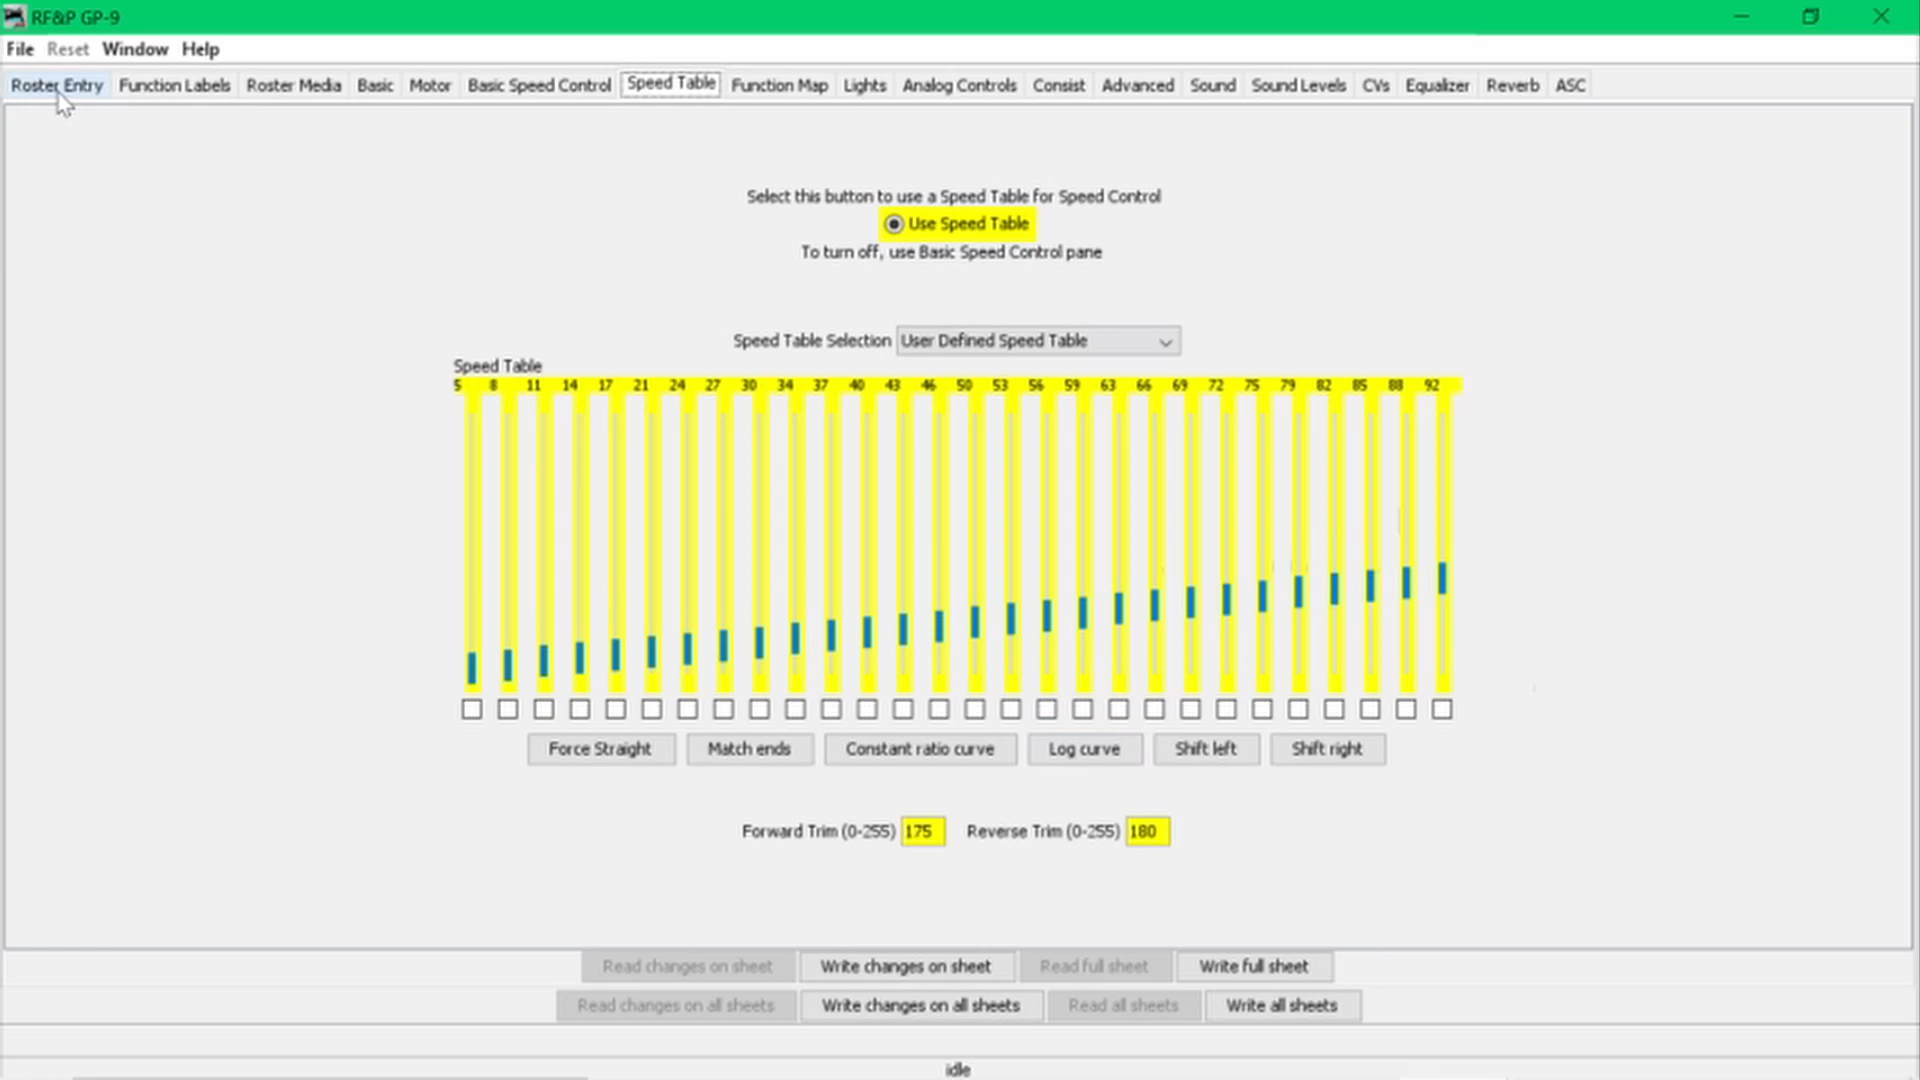 RF&P GP-9
File Reset Window Help
Roster Entry Function Labels Roster Media Basic Motor Basic Speed Control Speed Table Function Map Lights Analog Controls Consist Advanced Sound Sound Levels CVs Equalizer Reverb ASC
Select this button to use a Speed Table for Speed Control
Use Speed Table
To turn off, use Basic Speed Control pane
Speed Table Selection User Defined Speed Table
Speed Table
5 8 11 14 17 21 24 27 30 34 37 40 43 46 50 53 56 59 63 66 69 72 75 79 82 85 88 92
Force Straight Match ends Constant ratio curve Log curve Shift left Shift right
Forward Trim (0-255) 175 Reverse Trim (0-255) 180
Read changes on sheet Write changes on sheet Read full sheet Write full sheet
Read changes on all sheets Write changes on all sheets Read all sheets Write all sheets
idle